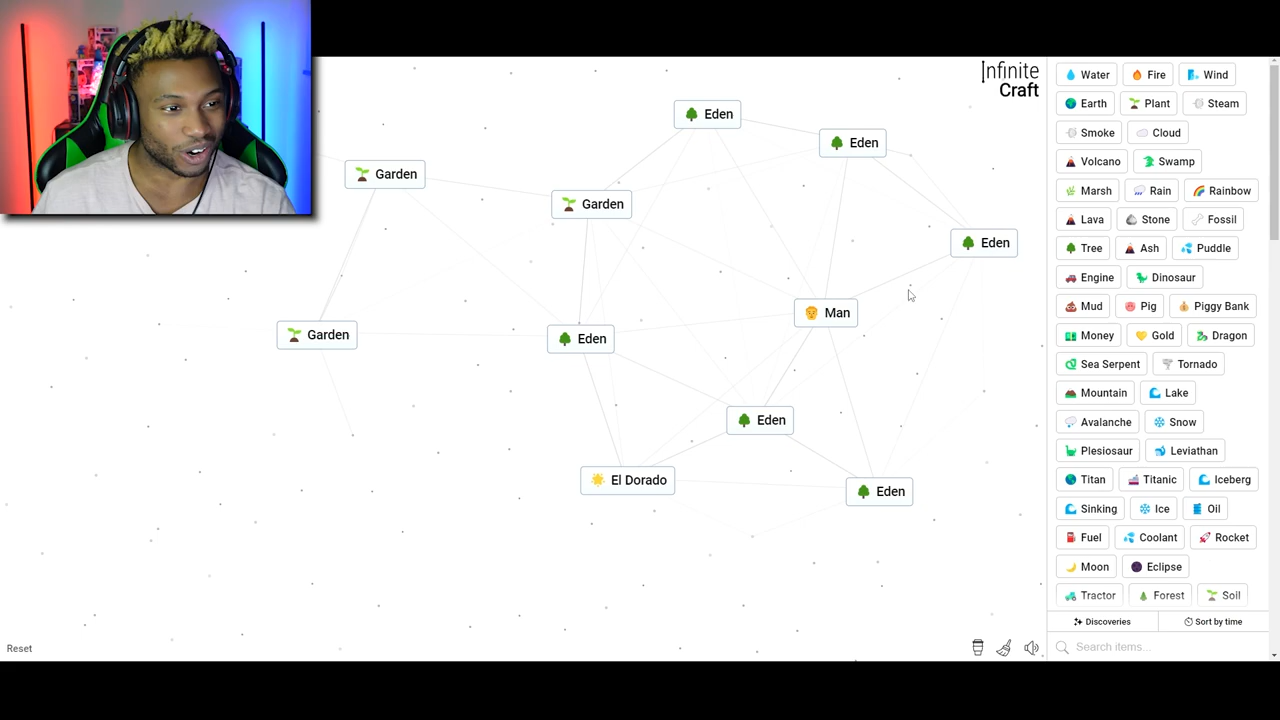 Infinite
Craft
Eden
Eden
Garden
Garden
Eden
Man
Garden
Eden
Eden
El Dorado
Eden
Reset
Water Fire Wind
Earth Plant Steam
Smoke Cloud
Volcano Swamp
Marsh Rain Rainbow
Lava Stone Fossil
Tree Ash Puddle
Engine Dinosaur
Mud Pig Piggy Bank
Money Gold Dragon
Sea Serpent Tornado
Mountain Lake
Avalanche Snow
Plesiosaur Leviathan
Titan Titanic Iceberg
Sinking Ice Oil
Fuel Coolant Rocket
Moon Eclipse
Tractor Forest Soil
Discoveries Sort by time
Search items...